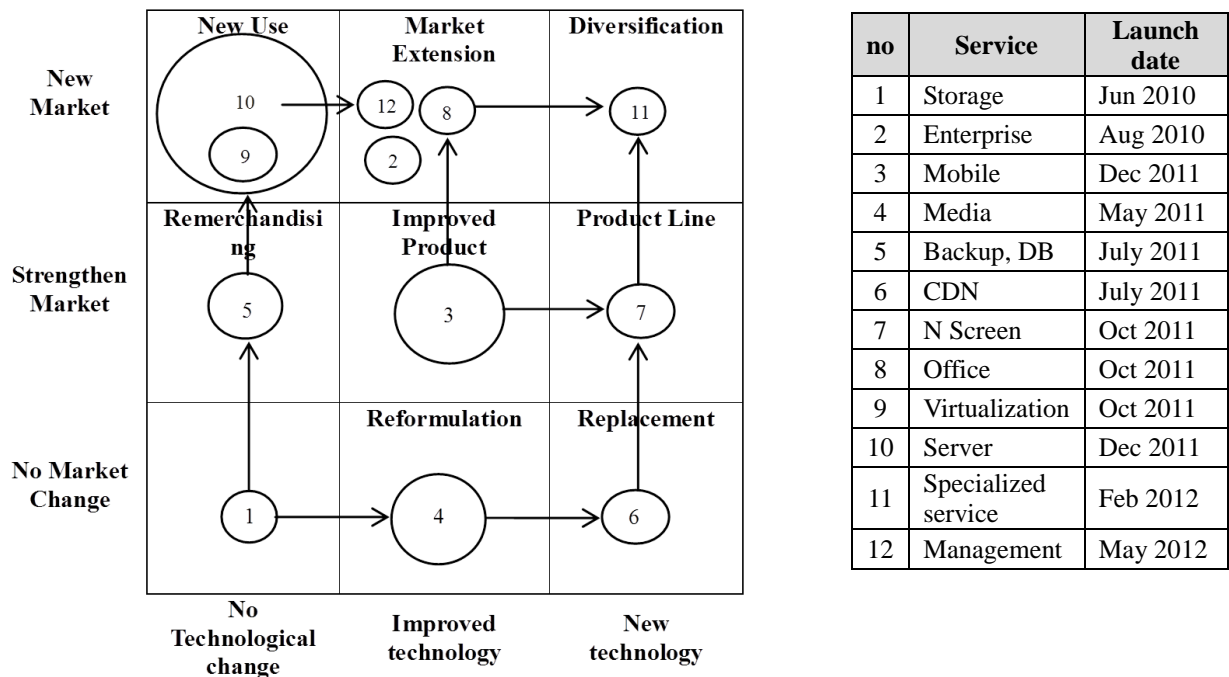 New Use
Market
Extension
Diversification
New
Market
10
12
8
11
9
2
Remerchandisi
ng
Improved
Product
Product Line
Strengthen
Market
5
3
7
Reformulation
Replacement
No Market
Change
1
4
6
No
Technological
change
Improved
technology
New
technology
no Service Launch date
1 Storage Jun 2010
2 Enterprise Aug 2010
3 Mobile Dec 2011
4 Media May 2011
5 Backup, DB July 2011
6 CDN July 2011
7 N Screen Oct 2011
8 Office Oct 2011
9 Virtualization Oct 2011
10 Server Dec 2011
11 Specialized service Feb 2012
12 Management May 2012